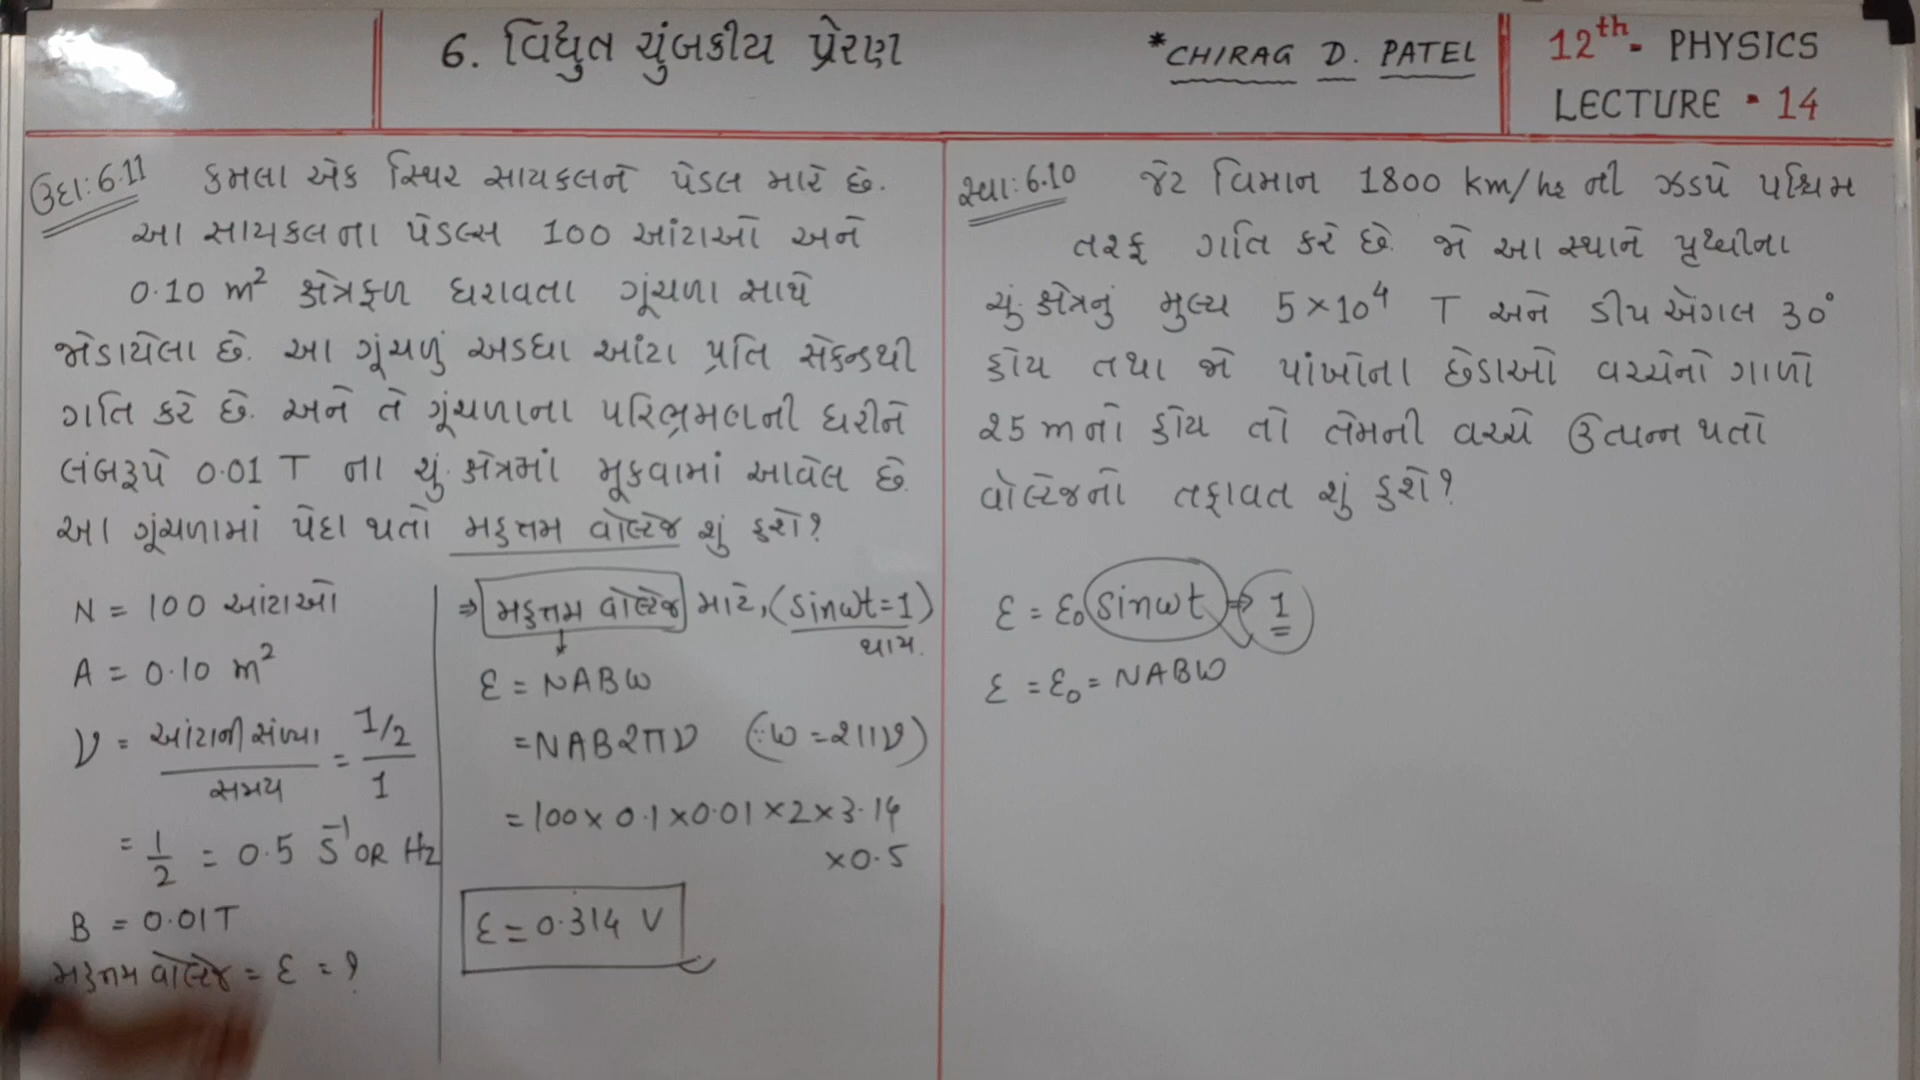 6. વિદ્યુત ચુંબકીય પ્રેરણ
*CHIRAG D. PATEL
12th - PHYSICS
LECTURE - 14
ઉદા:6.11 કમલા એક સ્થિર સાયકલને પેડલ મારે છે.
આ સાયકલના પેડલ્સ 100 આંટાઓ અને
0.10 m² ક્ષેત્રફળ ધરાવતા ગૂંચળા સાથે
જોડાયેલા છે. આ ગૂંચળું અડધા આંટા પ્રતિ સેકન્ડથી
ગતિ કરે છે. અને તે ગૂંચળાના પરિભ્રમણની ધરીને
લંબરૂપે 0.01 T ના ચું. ક્ષેત્રમાં મૂકવામાં આવેલ છે.
આ ગૂંચળામાં પેદા થતો મહત્તમ વોલ્ટેજ શું હશે?
N = 100 આંટાઓ
A = 0.10 m²
ν = આંટાની સંખ્યા / સમય = 1/2 / 1
= 1/2 = 0.5 S⁻¹ OR Hz
B = 0.01T
મહત્તમ વોલ્ટેજ = ε = ?
⇒ મહત્તમ વોલ્ટેજ માટે, (sinωt = 1)
થાય.
ε = NABω
= NAB2πν (∵ω = 2πν)
= 100 × 0.1 × 0.01 × 2 × 3.14
× 0.5
ε = 0.314 V
સ્વા:6.10 જેટ વિમાન 1800 km/hr ની ઝડપે પશ્ચિમ
તરફ ગતિ કરે છે. જો આ સ્થાને પૃથ્વીના
ચું. ક્ષેત્રનું મુલ્ય 5×10⁴ T અને ડીપ એંગલ 30°
હોય તથા જો પાંખોના છેડાઓ વચ્ચેનો ગાળો
25 m નો હોય તો તેમની વચ્ચે ઉત્પન્ન થતો
વોલ્ટેજનો તફાવત શું હશે?
ε = ε₀ sinωt ⇒ 1
ε = ε₀ = NABω